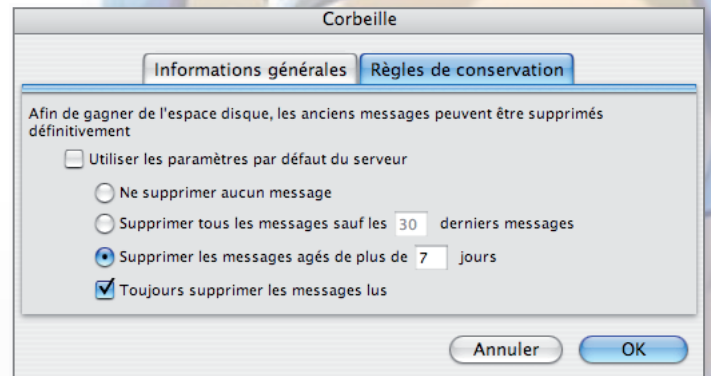 Corbeille
Informations générales
Règles de conservation
Afin de gagner de l'espace disque, les anciens messages peuvent être supprimés
définitivement
Utiliser les paramètres par défaut du serveur
Ne supprimer aucun message
Supprimer tous les messages sauf les 30 derniers messages
Supprimer les messages agés de plus de 7 jours
Toujours supprimer les messages lus
Annuler
OK